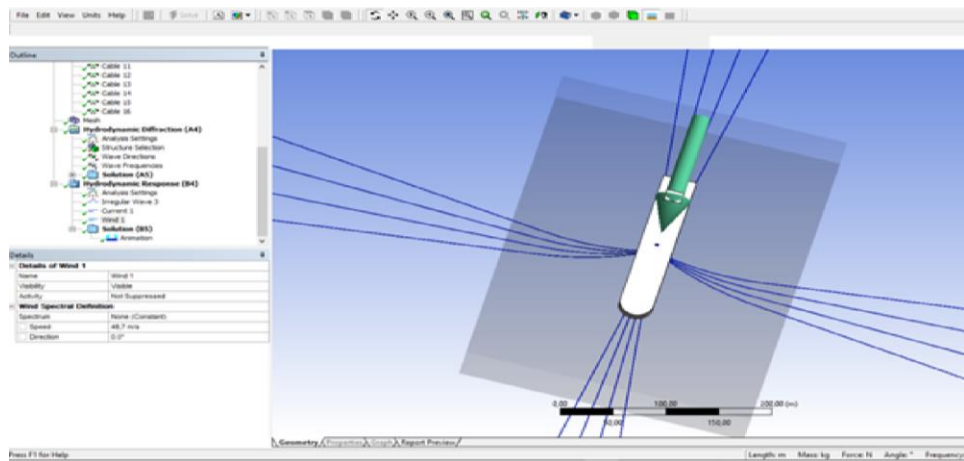 File Edit View Units Help
Solve
Outline
Cable 11
Cable 12
Cable 13
Cable 14
Cable 15
Cable 16
Mesh
Hydrodynamic Diffraction (A4)
Analysis Settings
Structure Selection
Wave Directions
Wave Frequencies
Solution (A5)
Hydrodynamic Response (B4)
Analysis Settings
Irregular Wave 3
Current 1
Wind 1
Solution (B5)
Animation
Details
Details of Wind 1
Name Wind 1
Visibility Visible
Activity Not Suppressed
Wind Spectral Definition
Spectrum None (Constant)
Speed 48,7 m/s
Direction 0.0°
100,00 200,00 (m)
50,00 150,00
Geometry Properties Graph Report Preview
Press F1 for Help
Length: m Mass: kg Force: N Angle: ° Frequency: